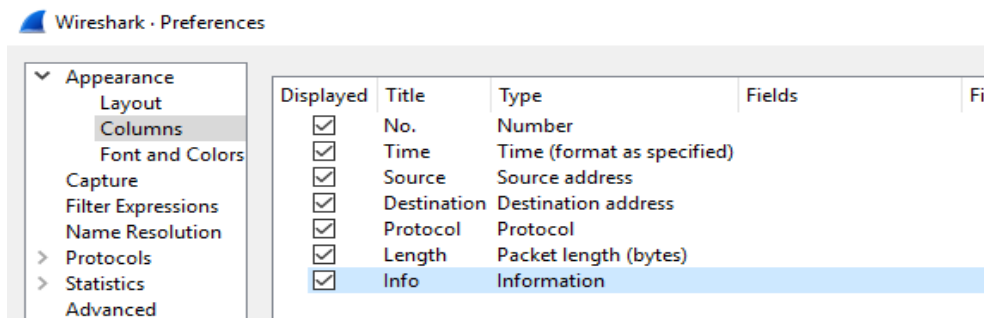 Wireshark · Preferences
Appearance
Layout
Columns
Font and Colors
Capture
Filter Expressions
Name Resolution
Protocols
Statistics
Advanced
Displayed Title Type Fields Fi
No. Number
Time Time (format as specified)
Source Source address
Destination Destination address
Protocol Protocol
Length Packet length (bytes)
Info Information